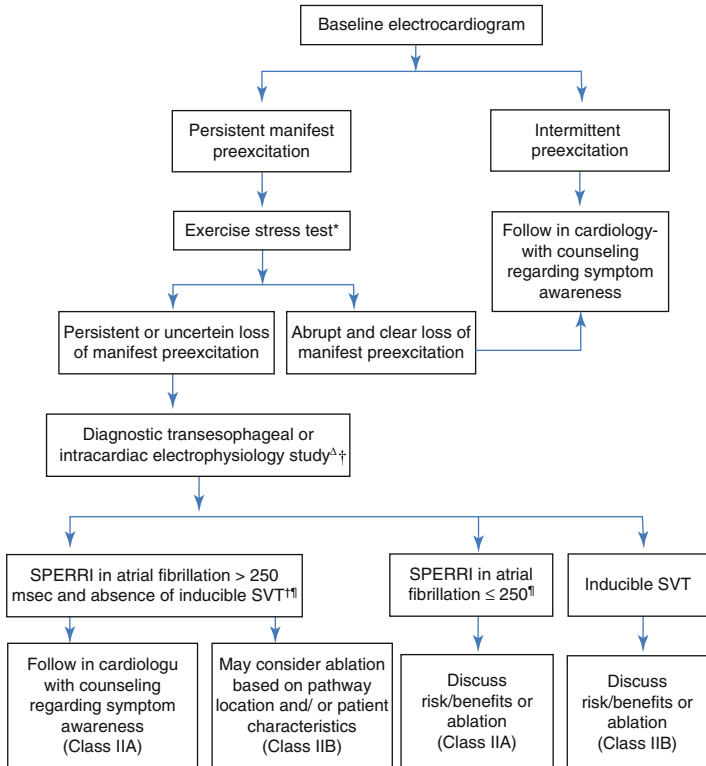 Baseline electrocardiogram
Persistent manifest
preexcitation
Intermittent
preexcitation
Exercise stress test*
Follow in cardiology-
with counseling
regarding symptom
awareness
Persistent or uncertein loss
of manifest preexcitation
Abrupt and clear loss of
manifest preexcitation
Diagnostic transesophageal or
intracardiac electrophysiology study^Δ†
SPERRI in atrial fibrillation > 250
msec and absence of inducible SVT†¶
SPERRI in atrial
fibrillation ≤ 250¶
Inducible SVT
Follow in cardiologu
with counseling
regarding symptom
awareness
(Class IIA)
May consider ablation
based on pathway
location and/ or patient
characteristics
(Class IIB)
Discuss
risk/benefits or
ablation
(Class IIA)
Discuss
risk/benefits or
ablation
(Class IIB)